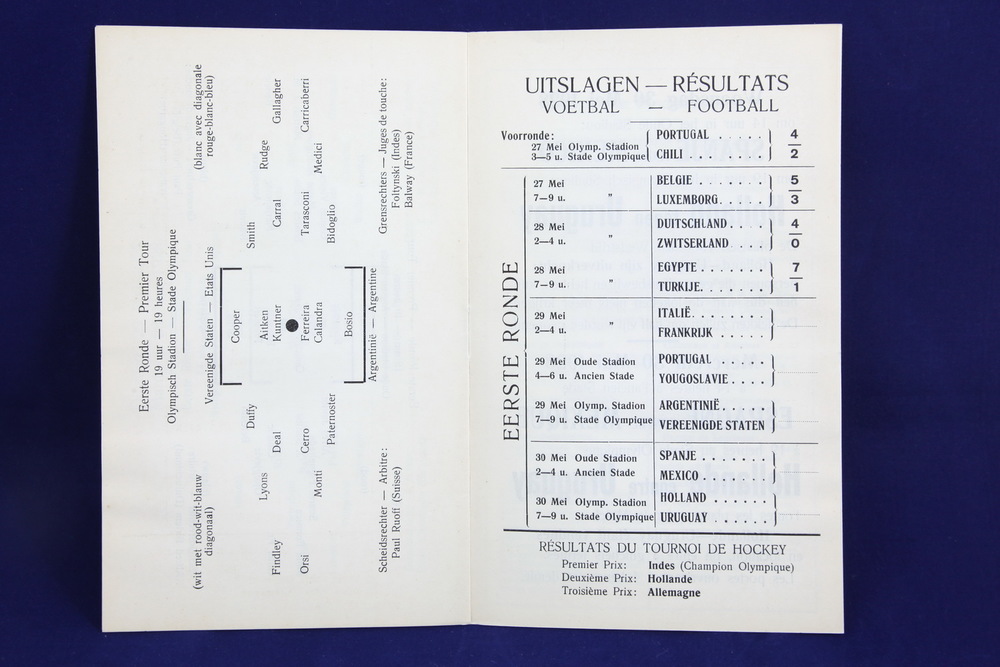 Eerste Ronde — Premier Tour
19 uur — 19 heures
Olympisch Stadion — Stade Olympique
(wit met rood-wit-blauw
diagonaal)
Vereenigde Staten — Etats Unis
(blanc avec diagonale
rouge-blanc-bleu)
Cooper
Duffy Smith
Lyons Aitken Rudge
Findley Deal Kuntner Carral Gallagher
Orsi Cerro Ferreira Tarasconi Carricaberri
Monti Calandra Medici
Paternoster Bidoglio
Bosio
Argentinië — Argentine
Scheidsrechter — Arbitre:
Paul Ruoff (Suisse)
Grensrechters — Juges de touche:
Foltynski (Indes)
Balway (France)
UITSLAGEN — RÉSULTATS
VOETBAL — FOOTBALL
Voorronde:
27 Mei Olymp. Stadion PORTUGAL . . . . . 4
3—5 u. Stade Olympique CHILI . . . . . . . 2
EERSTE RONDE
27 Mei BELGIE . . . . . . . 5
7—9 u. " LUXEMBORG. . . . . 3
28 Mei DUITSCHLAND . . . . 4
2—4 u. " ZWITSERLAND . . . . 0
28 Mei EGYPTE . . . . . . . 7
7—9 u. " TURKIJE. . . . . . . 1
29 Mei ITALIË. . . . . . . .
2—4 u. " FRANKRIJK . . . . .
29 Mei Oude Stadion PORTUGAL . . . . .
4—6 u. Ancien Stade YOUGOSLAVIE . . . .
29 Mei Olymp. Stadion ARGENTINIË. . . . .
7—9 u. Stade Olympique VEREENIGDE STATEN
30 Mei Oude Stadion SPANJE . . . . . . .
2—4 u. Ancien Stade MEXICO . . . . . . .
30 Mei Olymp. Stadion HOLLAND . . . . . .
7—9 u. Stade Olympique URUGUAY . . . . . .
RÉSULTATS DU TOURNOI DE HOCKEY
Premier Prix: Indes (Champion Olympique)
Deuxième Prix: Hollande
Troisième Prix: Allemagne